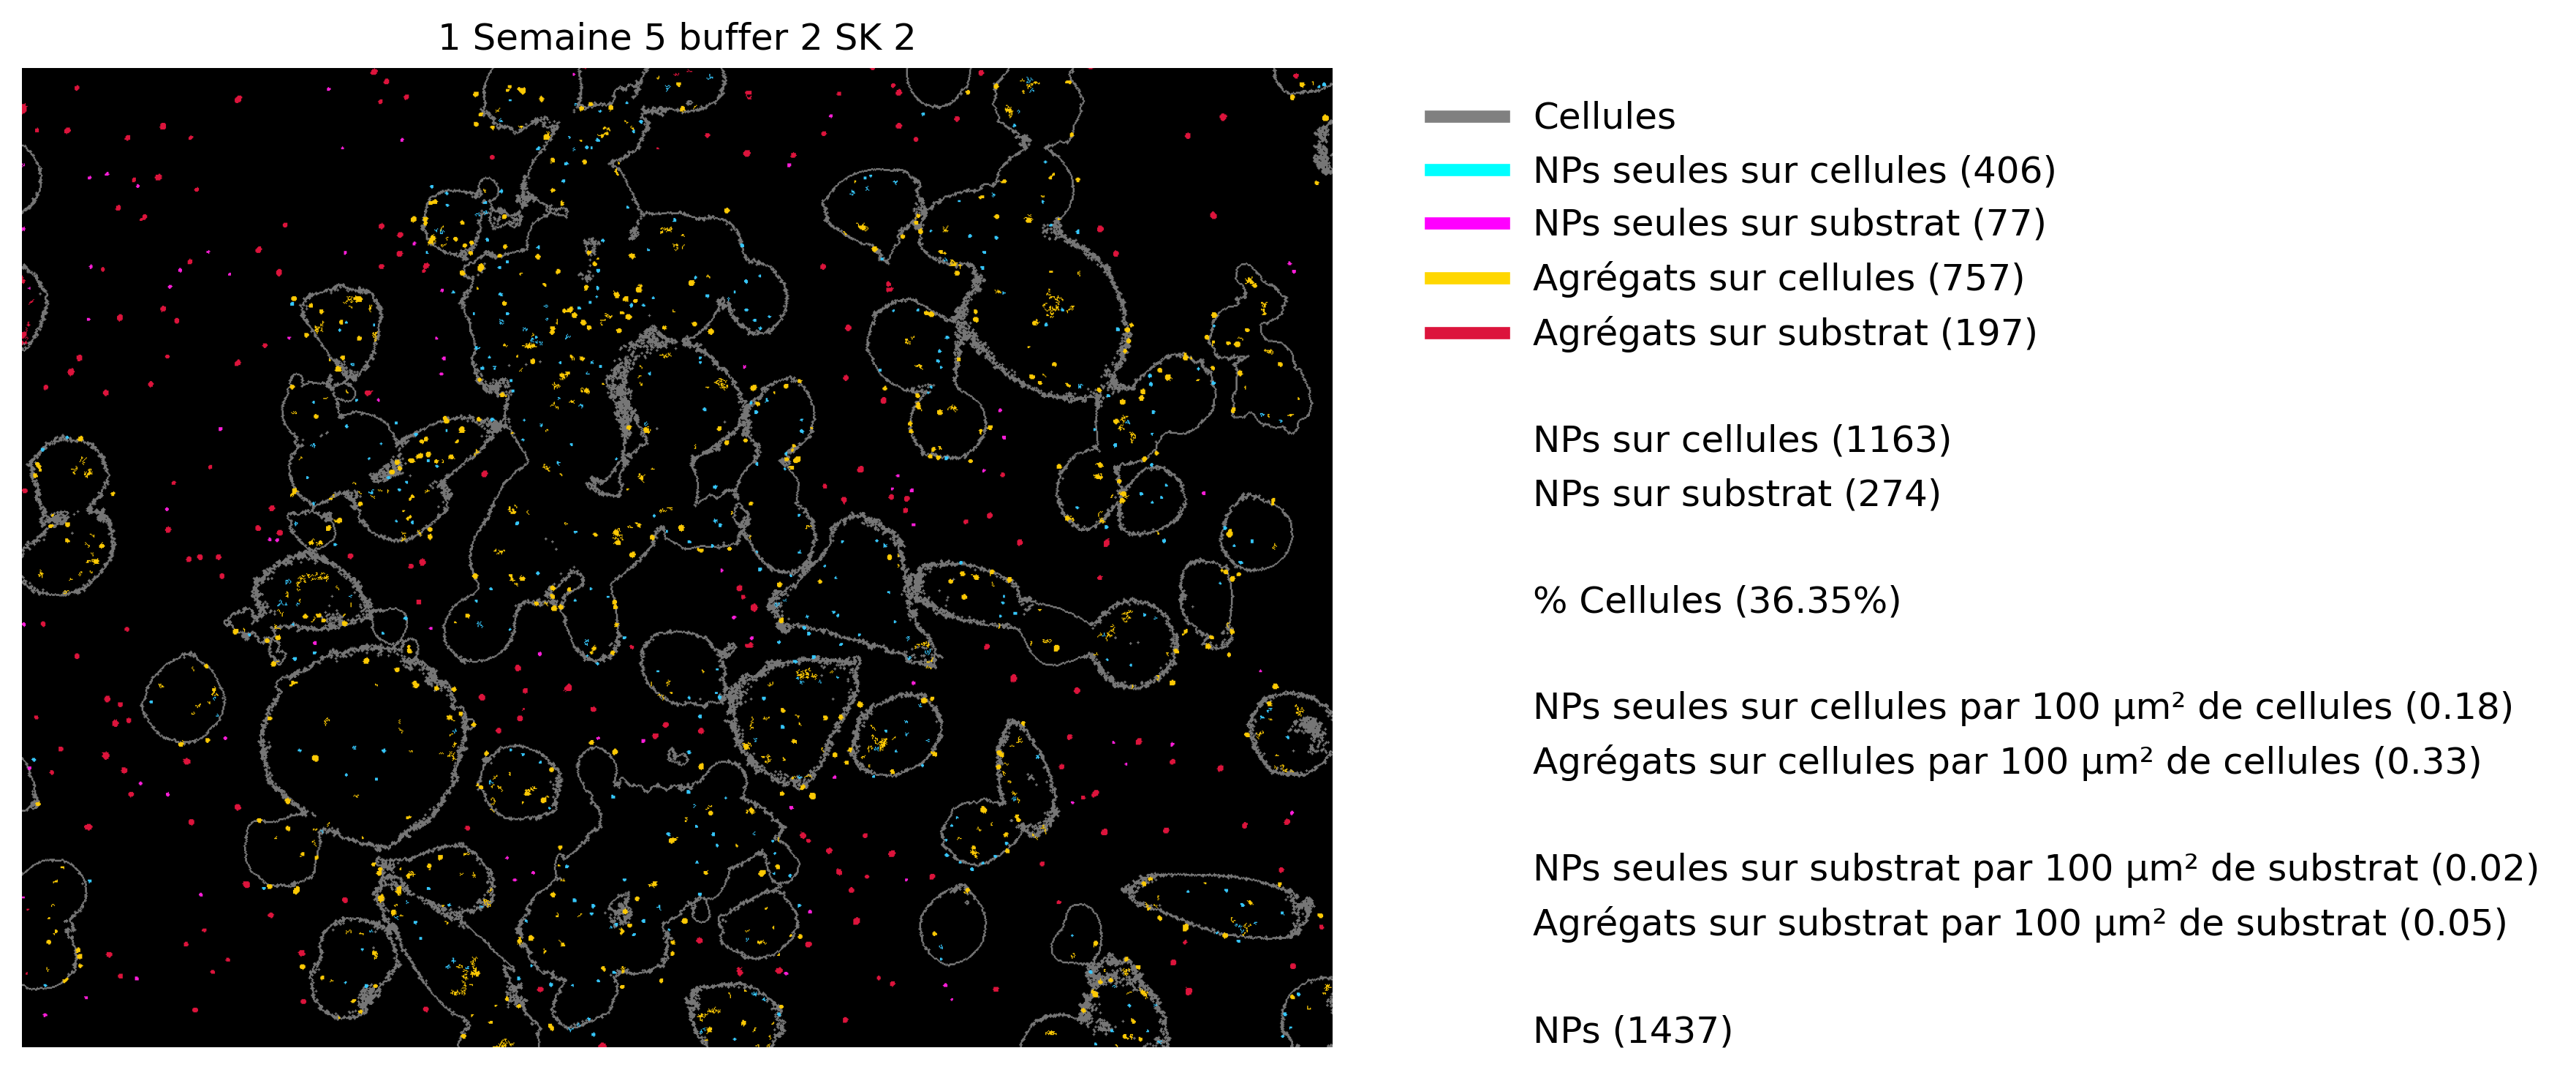 1 Semaine 5 buffer 2 SK 2
Cellules
NPs seules sur cellules (406)
NPs seules sur substrat (77)
Agrégats sur cellules (757)
Agrégats sur substrat (197)
NPs sur cellules (1163)
NPs sur substrat (274)
% Cellules (36.35%)
NPs seules sur cellules par 100 µm² de cellules (0.18)
Agrégats sur cellules par 100 µm² de cellules (0.33)
NPs seules sur substrat par 100 µm² de substrat (0.02)
Agrégats sur substrat par 100 µm² de substrat (0.05)
NPs (1437)